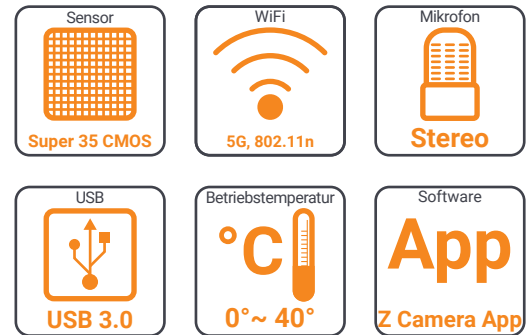 Sensor
Super 35 CMOS
WiFi
5G, 802.11n
Mikrofon
Stereo
USB
USB 3.0
Betriebstemperatur
°C
0°~ 40°
Software
App
Z Camera App